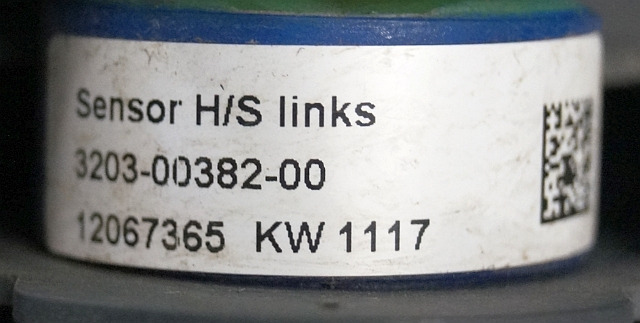 Sensor H/S links
3203-00382-00
12067365 KW 1117